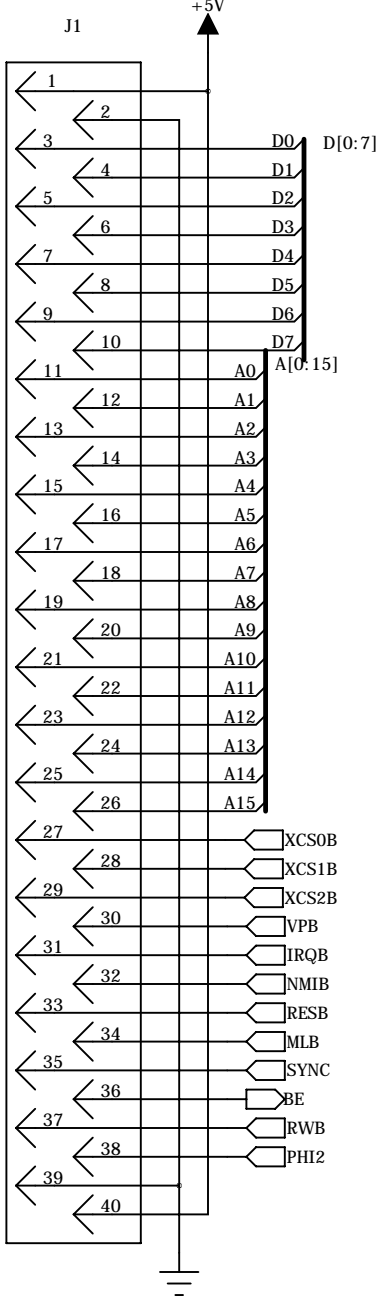 +5V
J1
1
2
3 D0 D[0:7]
4 D1
5 D2
6 D3
7 D4
8 D5
9 D6
10 D7
A[0:15]
11 A0
12 A1
13 A2
14 A3
15 A4
16 A5
17 A6
18 A7
19 A8
20 A9
21 A10
22 A11
23 A12
24 A13
25 A14
26 A15
27 XCS0B
28 XCS1B
29 XCS2B
30 VPB
31 IRQB
32 NMIB
33 RESB
34 MLB
35 SYNC
36 BE
37 RWB
38 PHI2
39
40